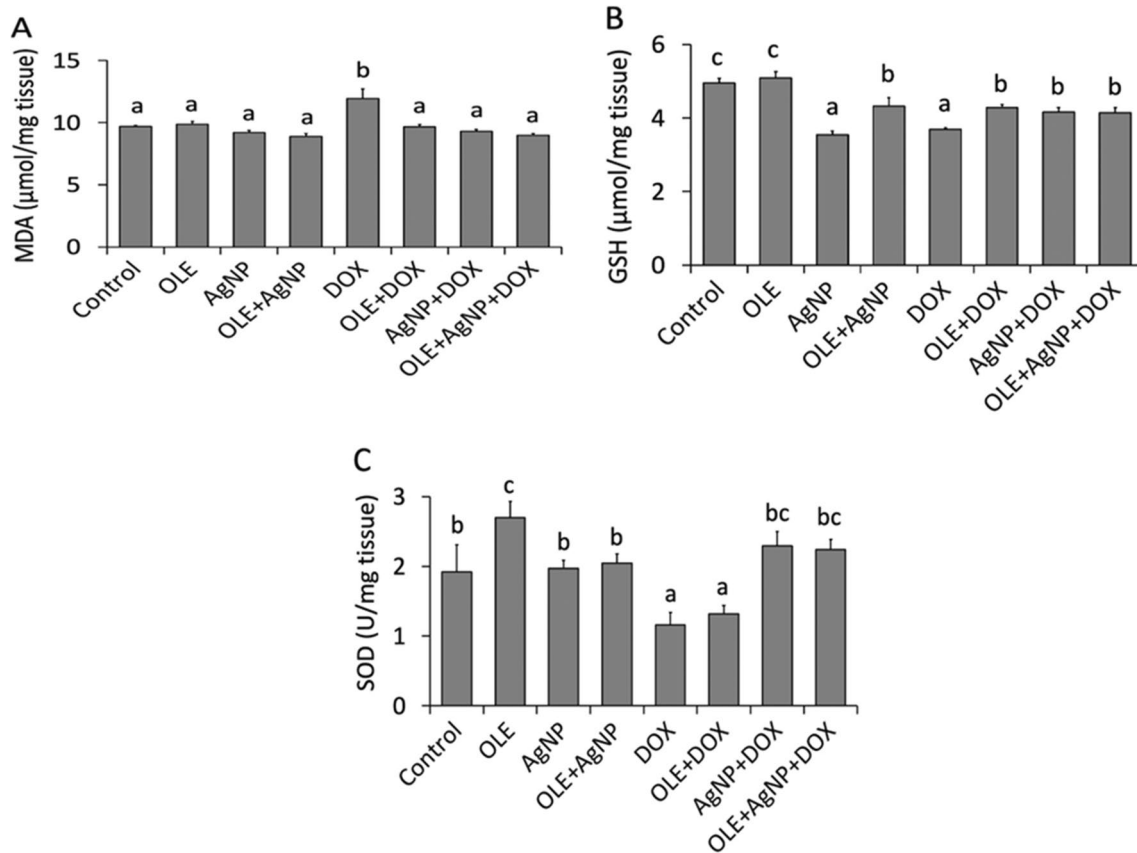 A
MDA (µmol/mg tissue)
15
10
5
0
a
a
a
a
b
a
a
a
Control
OLE
AgNP
OLE+AgNP
DOX
OLE+DOX
AgNP+DOX
OLE+AgNP+DOX
B
GSH (µmol/mg tissue)
6
4
2
0
c
c
a
b
a
b
b
b
Control
OLE
AgNP
OLE+AgNP
DOX
OLE+DOX
AgNP+DOX
OLE+AgNP+DOX
C
SOD (U/mg tissue)
3
2
1
0
b
c
b
b
a
a
bc
bc
Control
OLE
AgNP
OLE+AgNP
DOX
OLE+DOX
AgNP+DOX
OLE+AgNP+DOX